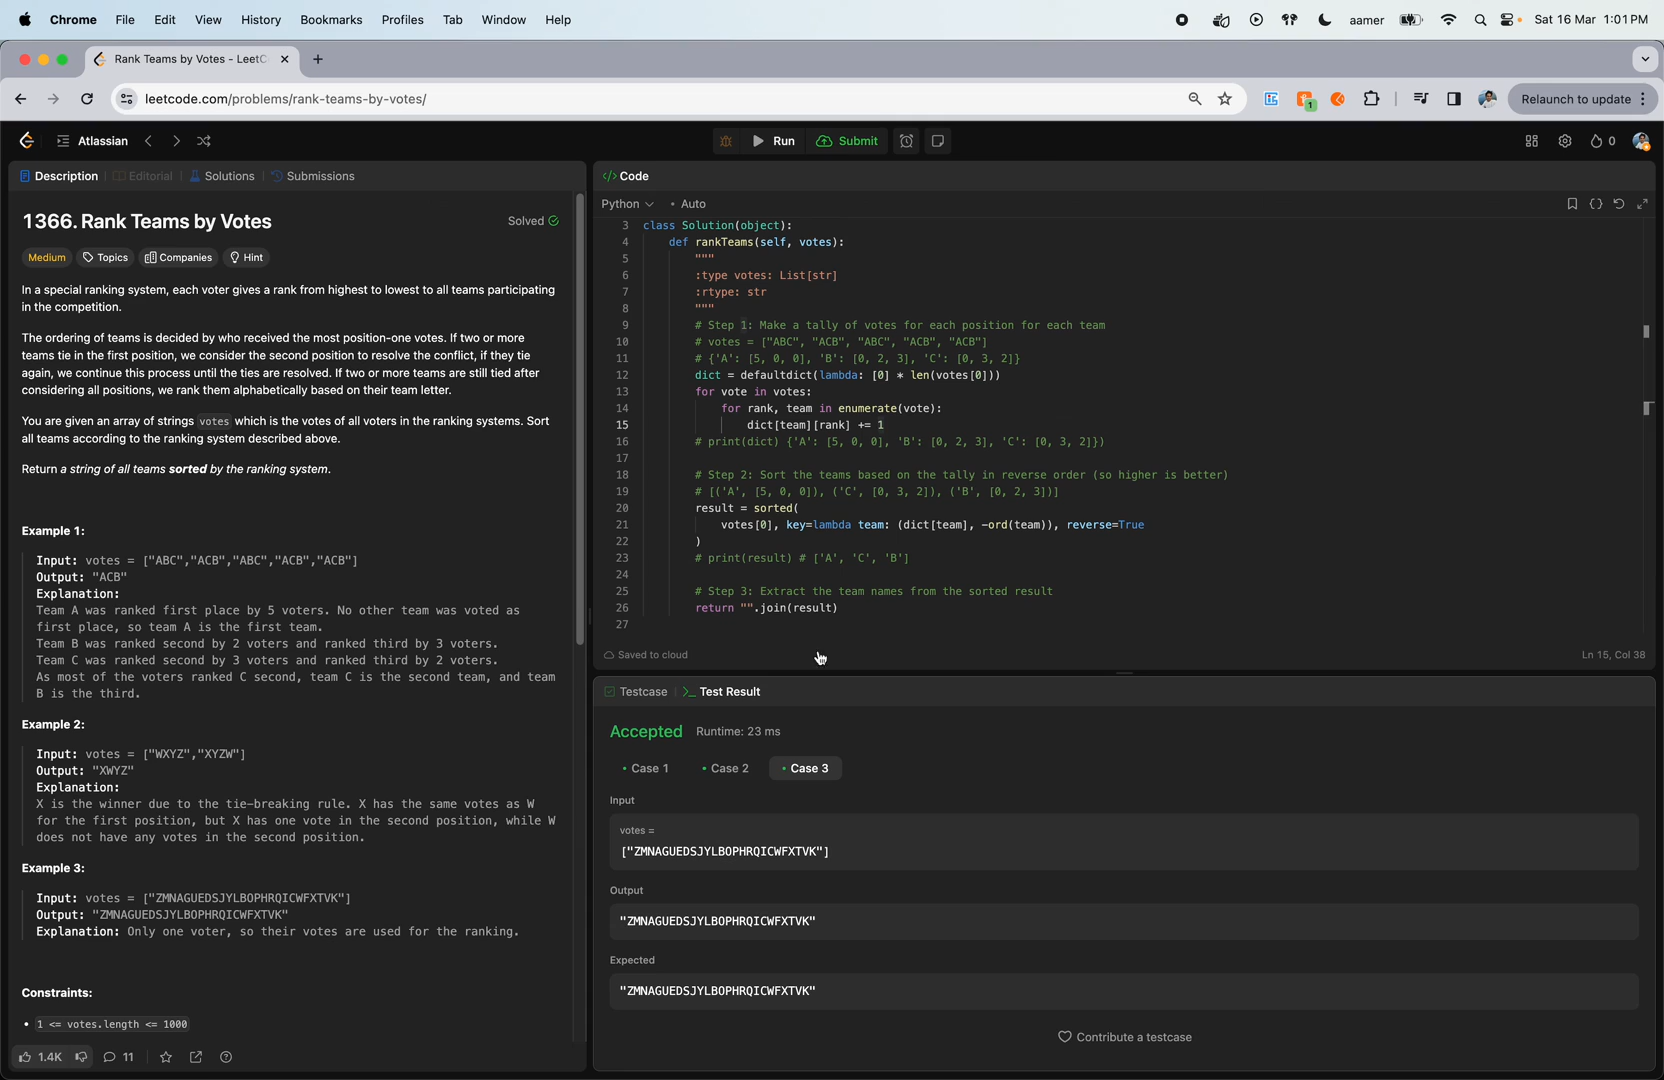 Chrome File Edit View History Bookmarks Profiles Tab Window Help aamer Sat 16 Mar 1:01 PM
Rank Teams by Votes - LeetC
leetcode.com/problems/rank-teams-by-votes/
1
Relaunch to update
Atlassian
Run Submit
0
Description Editorial Solutions Submissions
1366. Rank Teams by Votes
Solved
Medium Topics Companies Hint
In a special ranking system, each voter gives a rank from highest to lowest to all teams participating
in the competition.
The ordering of teams is decided by who received the most position-one votes. If two or more
teams tie in the first position, we consider the second position to resolve the conflict, if they tie
again, we continue this process until the ties are resolved. If two or more teams are still tied after
considering all positions, we rank them alphabetically based on their team letter.
You are given an array of strings votes which is the votes of all voters in the ranking systems. Sort
all teams according to the ranking system described above.
Return a string of all teams sorted by the ranking system.
Example 1:
Input: votes = ["ABC","ACB","ABC","ACB","ACB"]
Output: "ACB"
Explanation:
Team A was ranked first place by 5 voters. No other team was voted as
first place, so team A is the first team.
Team B was ranked second by 2 voters and ranked third by 3 voters.
Team C was ranked second by 3 voters and ranked third by 2 voters.
As most of the voters ranked C second, team C is the second team, and team
B is the third.
Example 2:
Input: votes = ["WXYZ","XYZW"]
Output: "XWYZ"
Explanation:
X is the winner due to the tie-breaking rule. X has the same votes as W
for the first position, but X has one vote in the second position, while W
does not have any votes in the second position.
Example 3:
Input: votes = ["ZMNAGUEDSJYLBOPHRQICWFXTVK"]
Output: "ZMNAGUEDSJYLBOPHRQICWFXTVK"
Explanation: Only one voter, so their votes are used for the ranking.
Constraints:
• 1 <= votes.length <= 1000
1.4K 11
</> Code
Python • Auto
3 class Solution(object):
4 def rankTeams(self, votes):
5 """
6 :type votes: List[str]
7 :rtype: str
8 """
9 # Step 1: Make a tally of votes for each position for each team
10 # votes = ["ABC", "ACB", "ABC", "ACB", "ACB"]
11 # {'A': [5, 0, 0], 'B': [0, 2, 3], 'C': [0, 3, 2]}
12 dict = defaultdict(lambda: [0] * len(votes[0]))
13 for vote in votes:
14 for rank, team in enumerate(vote):
15 dict[team][rank] += 1
16 # print(dict) {'A': [5, 0, 0], 'B': [0, 2, 3], 'C': [0, 3, 2]})
17
18 # Step 2: Sort the teams based on the tally in reverse order (so higher is better)
19 # [('A', [5, 0, 0]), ('C', [0, 3, 2]), ('B', [0, 2, 3])]
20 result = sorted(
21 votes[0], key=lambda team: (dict[team], -ord(team)), reverse=True
22 )
23 # print(result) # ['A', 'C', 'B']
24
25 # Step 3: Extract the team names from the sorted result
26 return "".join(result)
27
Saved to cloud
Ln 15, Col 38
Testcase >_ Test Result
Accepted Runtime: 23 ms
• Case 1 • Case 2 • Case 3
Input
votes =
["ZMNAGUEDSJYLBOPHRQICWFXTVK"]
Output
"ZMNAGUEDSJYLBOPHRQICWFXTVK"
Expected
"ZMNAGUEDSJYLBOPHRQICWFXTVK"
Contribute a testcase